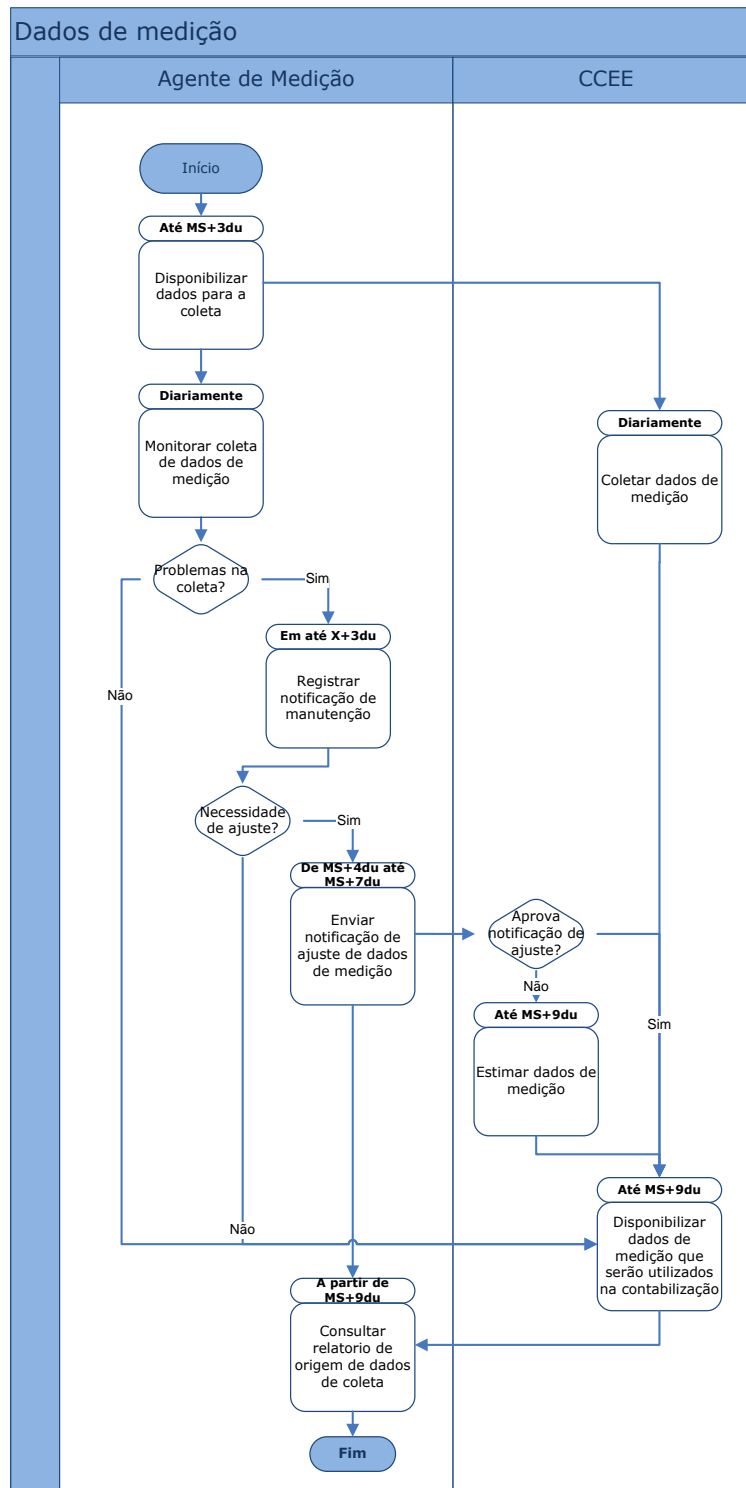 Dados de medição
Agente de Medição
CCEE
Início
Até MS+3du
Disponibilizar
dados para a
coleta
Diariamente
Monitorar coleta
de dados de
medição
Diariamente
Coletar dados de
medição
Problemas na
coleta?
Sim
Não
Em até X+3du
Registrar
notificação de
manutenção
Necessidade
de ajuste?
Sim
De MS+4du até
MS+7du
Enviar
notificação de
ajuste de dados
de medição
Aprova
notificação de
ajuste?
Não
Sim
Até MS+9du
Estimar dados de
medição
Não
Até MS+9du
Disponibilizar
dados de
medição que
serão utilizados
na contabilização
A partir de
MS+9du
Consultar
relatorio de
origem de dados
de coleta
Fim